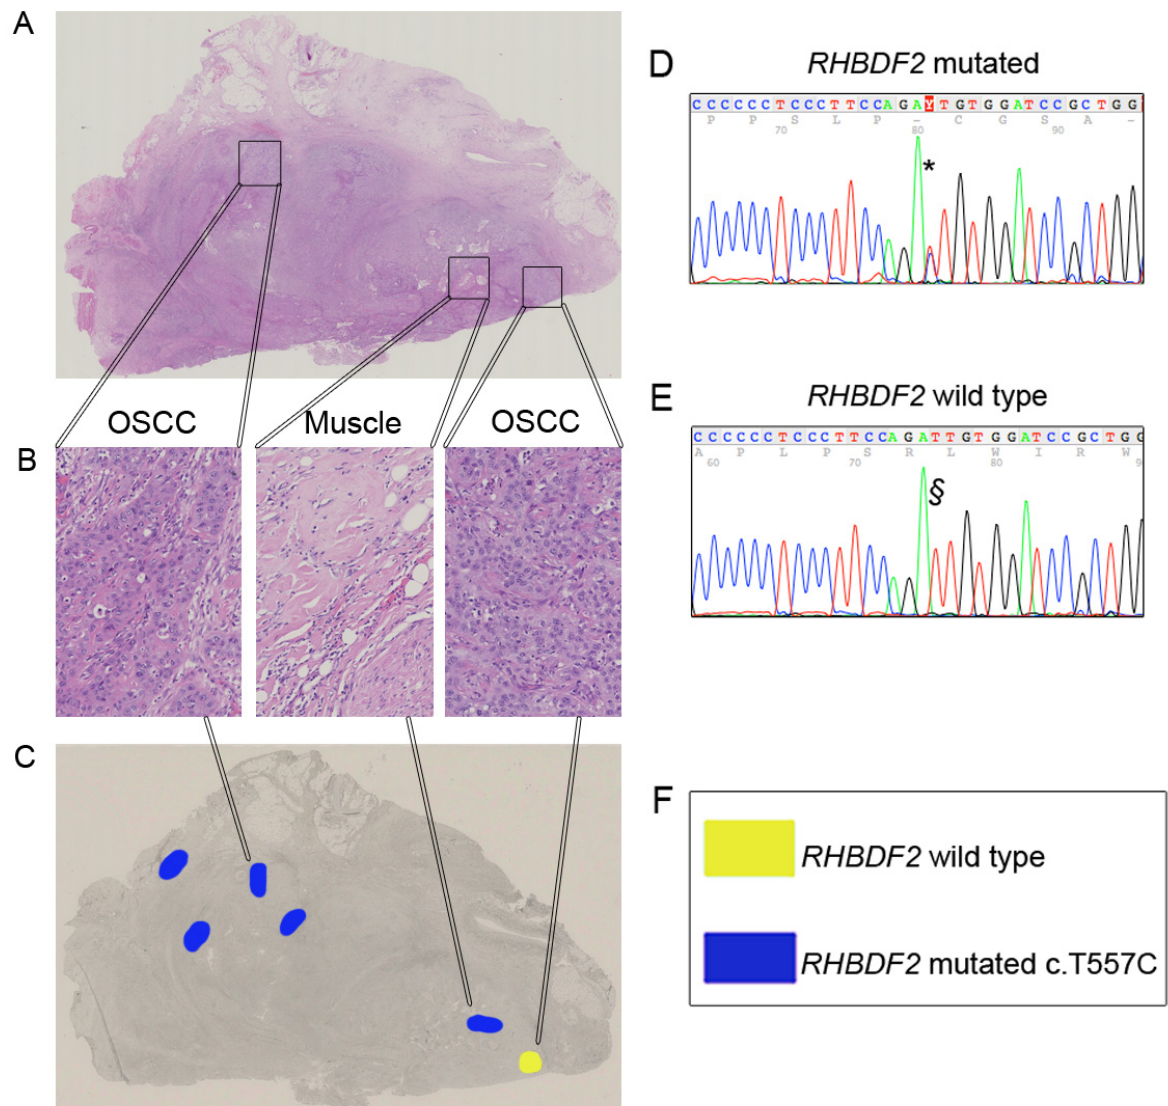 A
OSCC
Muscle
OSCC
B
C
D
RHBDF2 mutated
CCCCCCTCCCTTCCAGAYTGTGGATCCGCTGG
P P S L P - C G S A -
70 80 90
*
E
RHBDF2 wild type
CCCCCCTCCCTTCCAGATTGTGGATCCGCTGG
A P L P S R L W I R W
60 70 80 9
§
F
RHBDF2 wild type
RHBDF2 mutated c.T557C